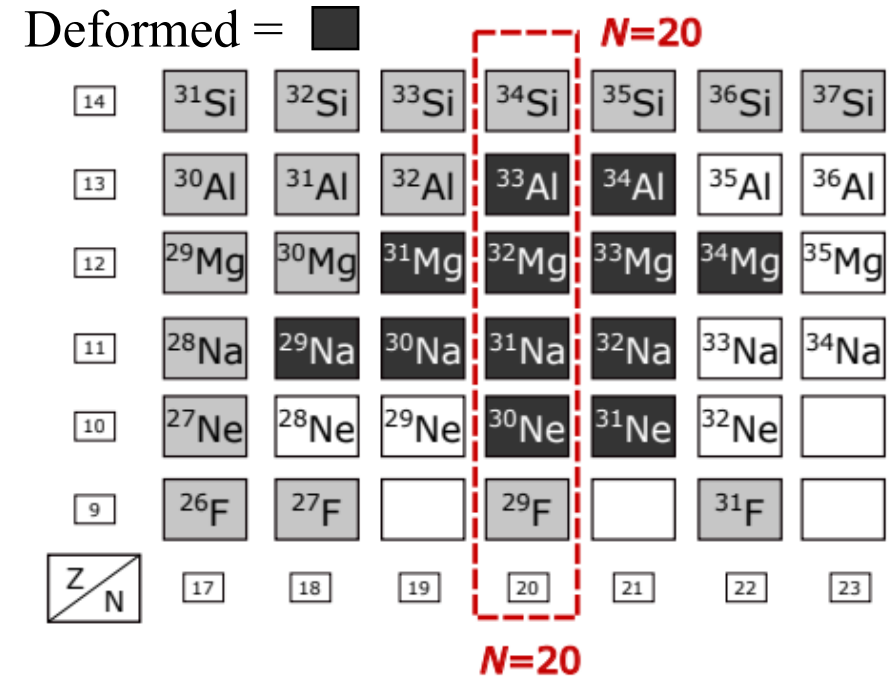 Deformed =
N=20
14 ³¹Si ³²Si ³³Si ³⁴Si ³⁵Si ³⁶Si ³⁷Si
13 ³⁰Al ³¹Al ³²Al ³³Al ³⁴Al ³⁵Al ³⁶Al
12 ²⁹Mg ³⁰Mg ³¹Mg ³²Mg ³³Mg ³⁴Mg ³⁵Mg
11 ²⁸Na ²⁹Na ³⁰Na ³¹Na ³²Na ³³Na ³⁴Na
10 ²⁷Ne ²⁸Ne ²⁹Ne ³⁰Ne ³¹Ne ³²Ne
9 ²⁶F ²⁷F ²⁹F ³¹F
Z/N 17 18 19 20 21 22 23
N=20